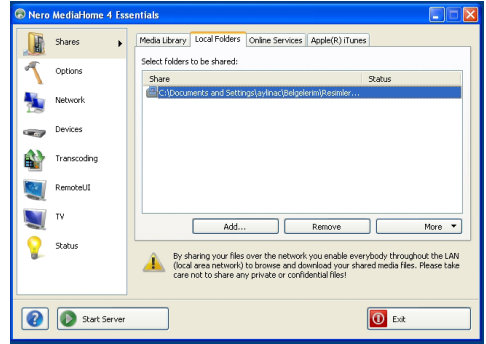 Nero MediaHome 4 Essentials
Shares
Options
Network
Devices
Transcoding
RemoteUI
TV
Status
Media Library Local Folders Online Services Apple(R) iTunes
Select folders to be shared:
Share Status
C:\Documents and Settings\aylinac\Belgelerim\Resimler...
Add... Remove More
By sharing your files over the network you enable everybody throughout the LAN
(local area network) to browse and download your shared media files. Please take
care not to share any private or confidential files!
Start Server Exit